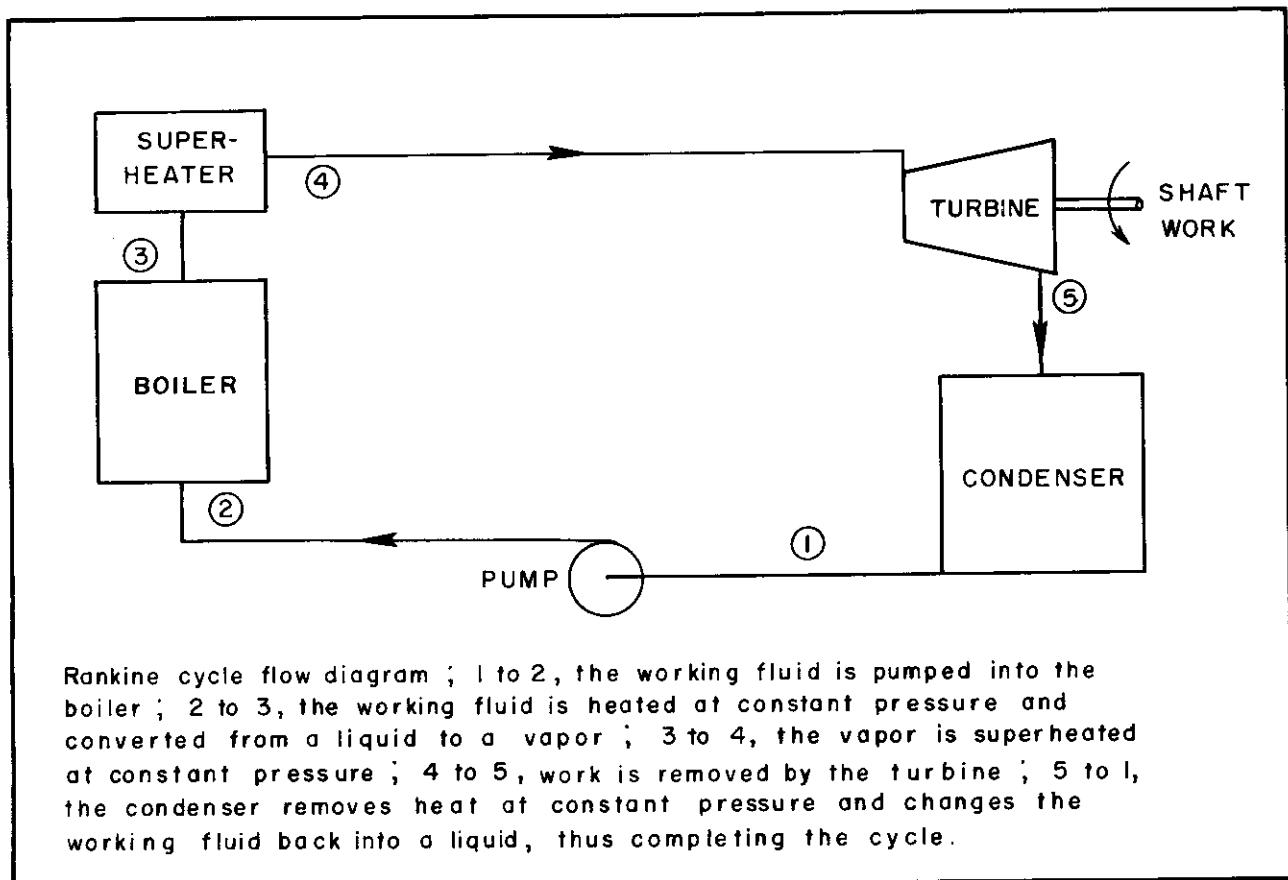 SUPER-
HEATER
④
TURBINE
SHAFT
WORK
③
⑤
BOILER
CONDENSER
②
①
PUMP
Rankine cycle flow diagram ; 1 to 2, the working fluid is pumped into the
boiler ; 2 to 3, the working fluid is heated at constant pressure and
converted from a liquid to a vapor ; 3 to 4, the vapor is superheated
at constant pressure ; 4 to 5, work is removed by the turbine ; 5 to 1,
the condenser removes heat at constant pressure and changes the
working fluid back into a liquid, thus completing the cycle.